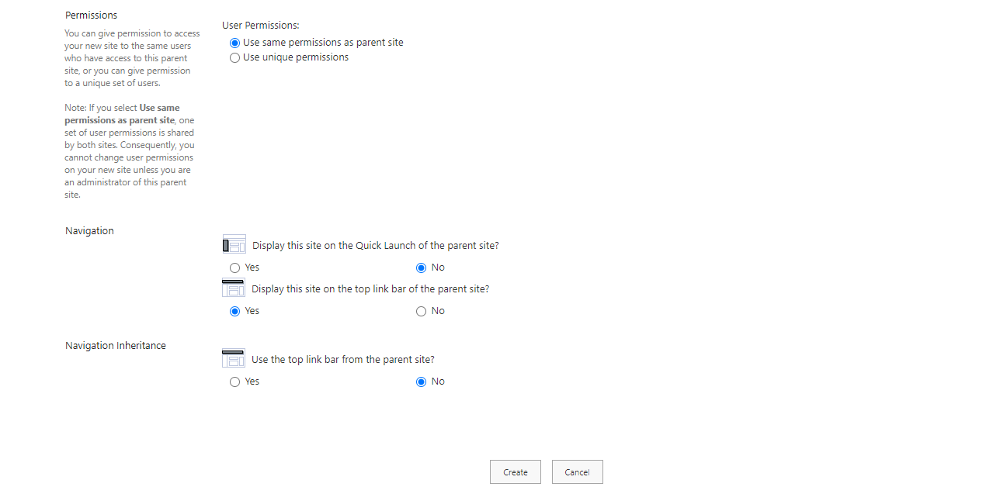 Permissions
You can give permission to access
your new site to the same users
who have access to this parent
site, or you can give permission
to a unique set of users.
Note: If you select Use same
permissions as parent site, one
set of user permissions is shared
by both sites. Consequently, you
cannot change user permissions
on your new site unless you are
an administrator of this parent
site.
User Permissions:
Use same permissions as parent site
Use unique permissions
Navigation
Display this site on the Quick Launch of the parent site?
Yes No
Display this site on the top link bar of the parent site?
Yes No
Navigation Inheritance
Use the top link bar from the parent site?
Yes No
Create Cancel